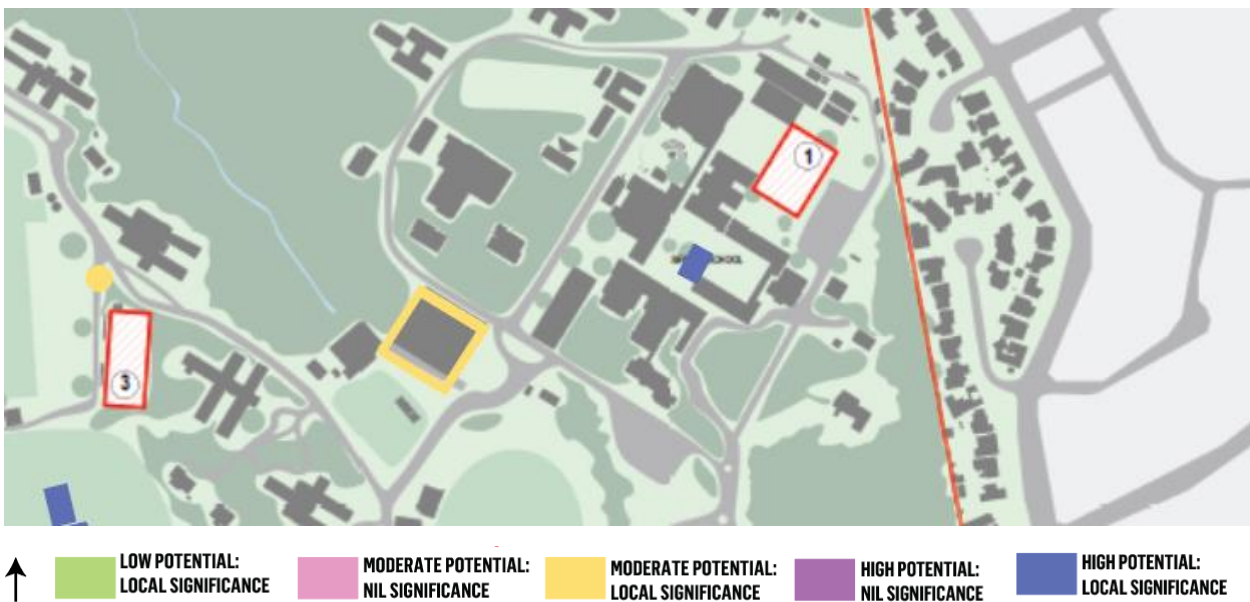 1
SCHOOL
3
LOW POTENTIAL:
LOCAL SIGNIFICANCE
MODERATE POTENTIAL:
NIL SIGNIFICANCE
MODERATE POTENTIAL:
LOCAL SIGNIFICANCE
HIGH POTENTIAL:
NIL SIGNIFICANCE
HIGH POTENTIAL:
LOCAL SIGNIFICANCE